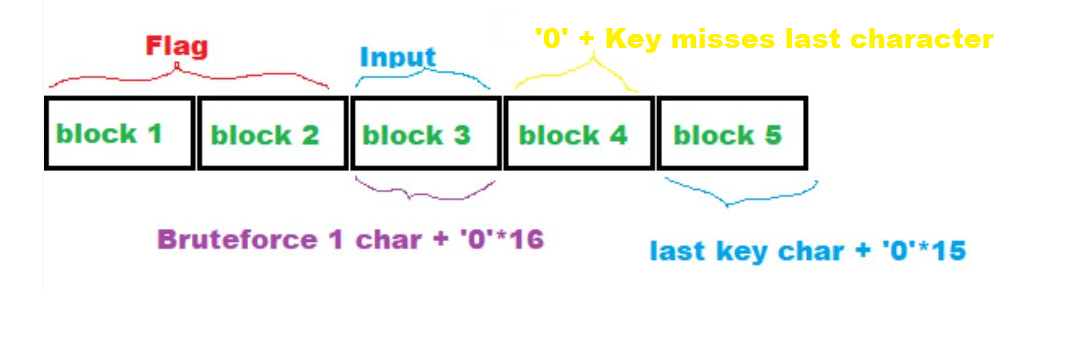 '0' + Key misses last character
Flag
Input
block 1
block 2
block 3
block 4
block 5
Bruteforce 1 char + '0'*16
last key char + '0'*15